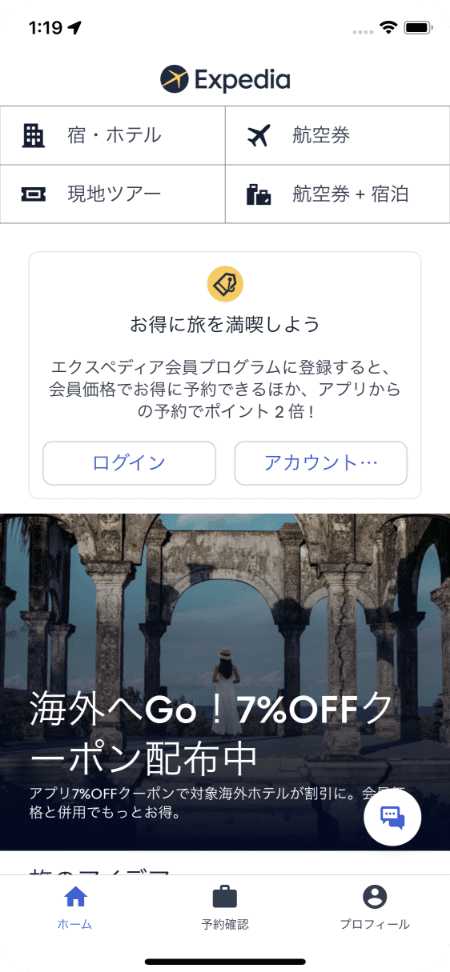 1:19
Expedia
宿・ホテル
航空券
現地ツアー
航空券 + 宿泊
お得に旅を満喫しよう
エクスペディア会員プログラムに登録すると、
会員価格でお得に予約できるほか、アプリから
の予約でポイント 2 倍 !
ログイン
アカウント…
海外へGo！7%OFFク
ーポン配布中
アプリ7%OFFクーポンで対象海外ホテルが割引に。会員価
格と併用でもっとお得。
旅のアイデア
ホーム
予約確認
プロフィール